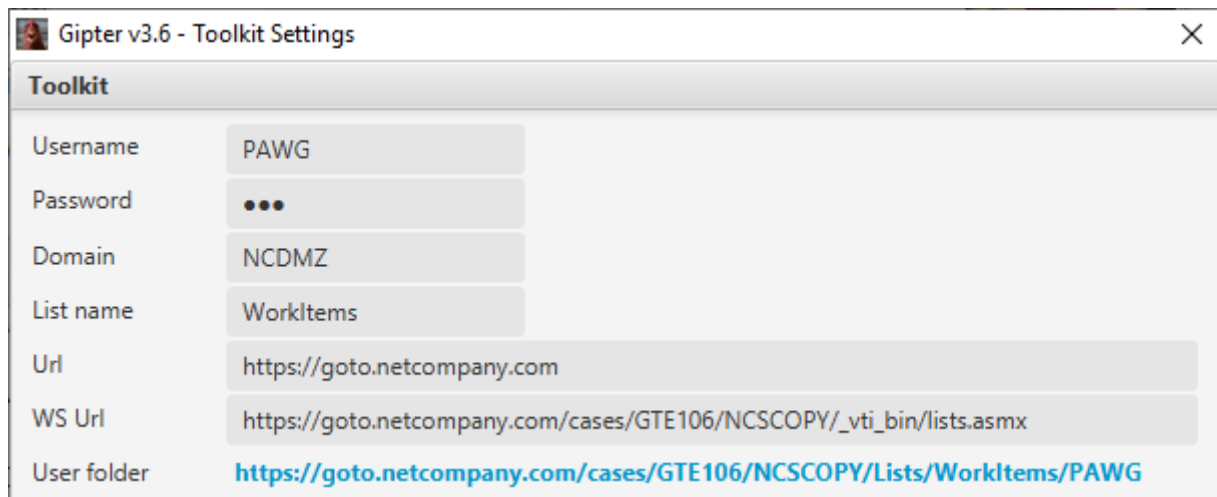 Gipter v3.6 - Toolkit Settings
Toolkit
Username PAWG
Password •••
Domain NCDMZ
List name WorkItems
Url https://goto.netcompany.com
WS Url https://goto.netcompany.com/cases/GTE106/NCSCOPY/_vti_bin/lists.asmx
User folder https://goto.netcompany.com/cases/GTE106/NCSCOPY/Lists/WorkItems/PAWG